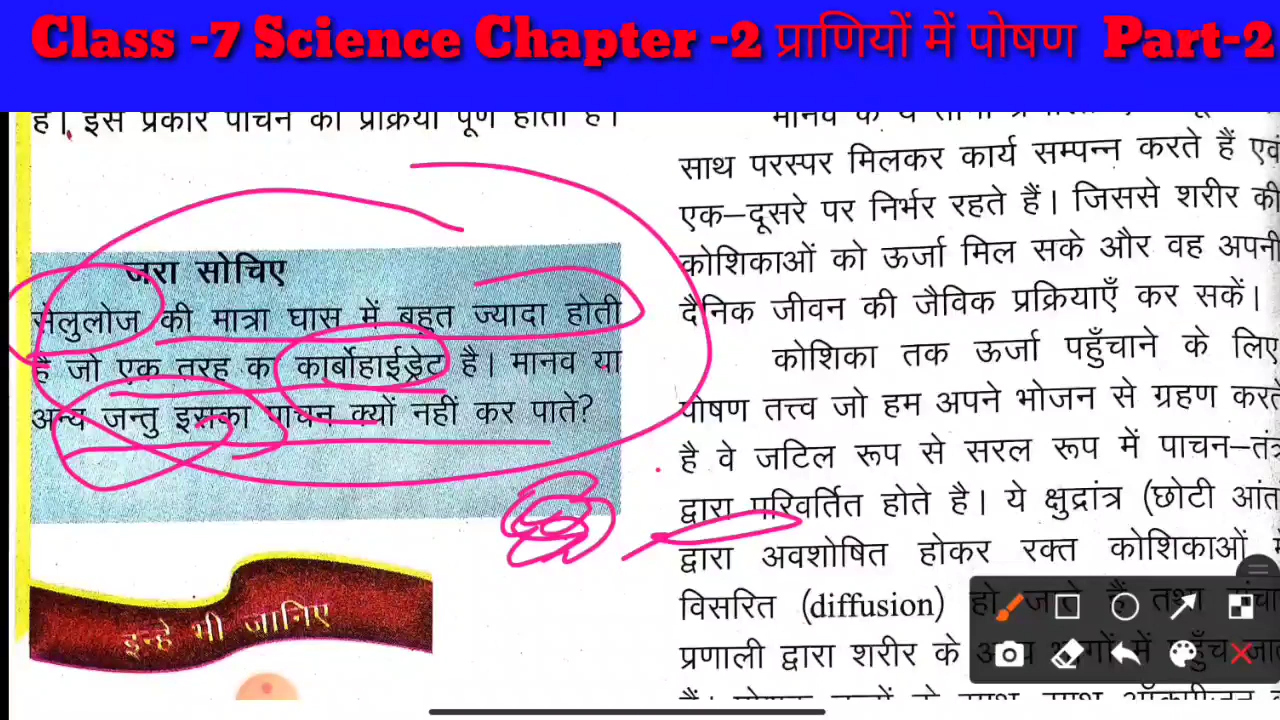 Class -7 Science Chapter -2 प्राणियों में पोषण Part-2
है। इस प्रकार पाचन की प्रक्रिया पूर्ण होती है।
जरा सोचिए
सेलुलोज की मात्रा घास में बहुत ज्यादा होती
है जो एक तरह क कार्बोहाईड्रेट है। मानव या
अन्य जन्तु इसका पाचन क्यों नहीं कर पाते?
इन्हे भी जानिए
मानव के ये
साथ परस्पर मिलकर कार्य सम्पन्न करते हैं एवं
एक–दूसरे पर निर्भर रहते हैं। जिससे शरीर की
कोशिकाओं को ऊर्जा मिल सके और वह अपनी
दैनिक जीवन की जैविक प्रक्रियाएँ कर सकें।
कोशिका तक ऊर्जा पहुँचाने के लिए
पोषण तत्त्व जो हम अपने भोजन से ग्रहण करते
है वे जटिल रूप से सरल रूप में पाचन–तंत्र
द्वारा परिवर्तित होते है। ये क्षुद्रांत्र (छोटी आंत
द्वारा अवशोषित होकर रक्त कोशिकाओं
विसरित (diffusion) हो जाते हैं तथा
प्रणाली द्वारा शरीर के अन्य भागों में पहुँच